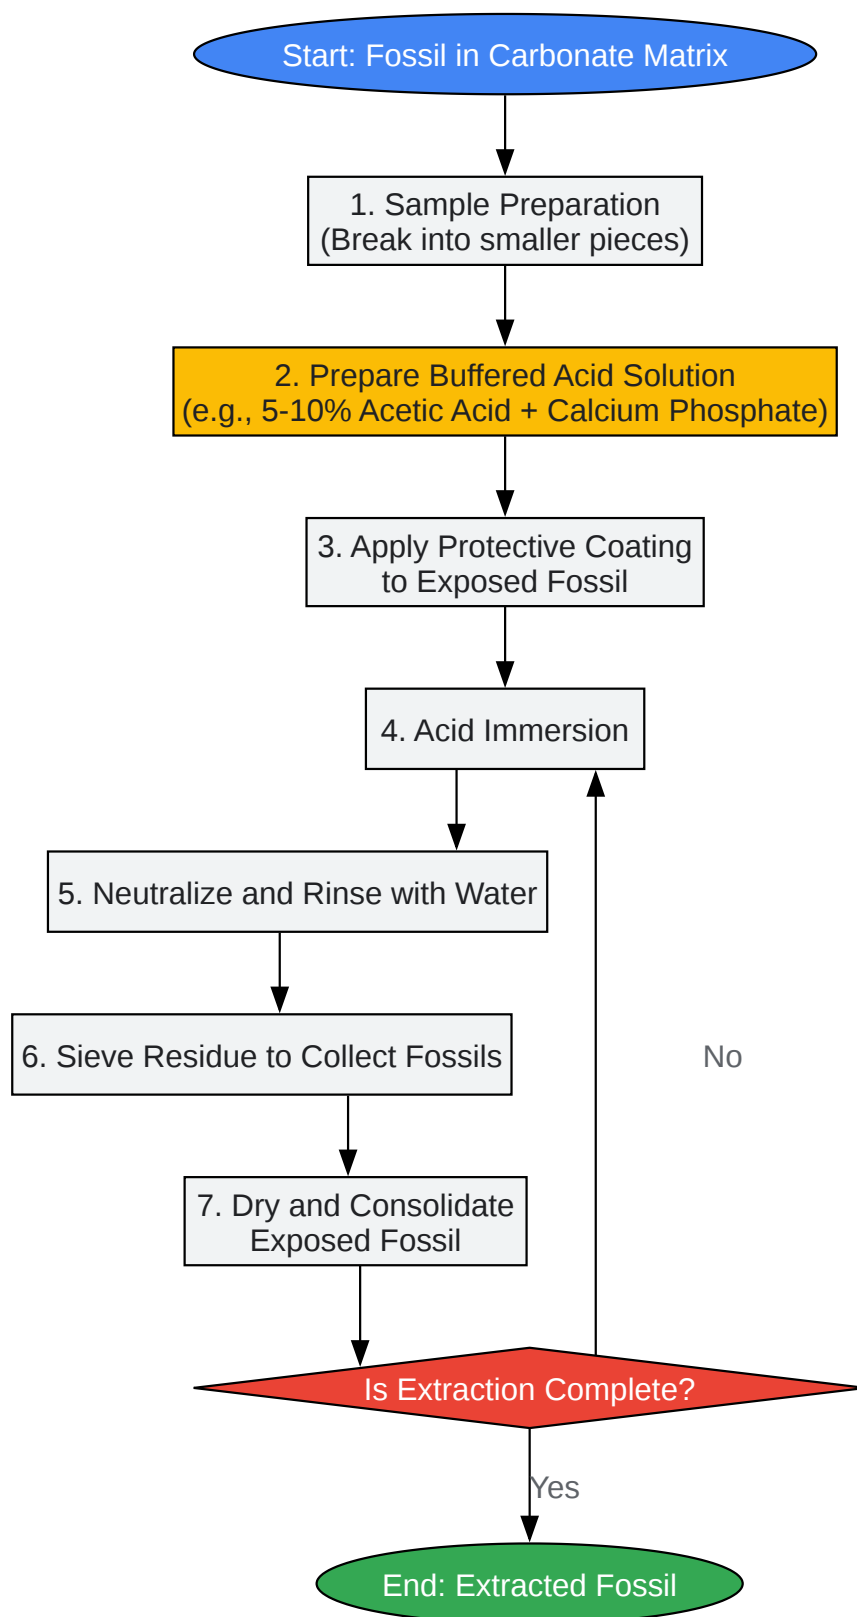 Start: Fossil in Carbonate Matrix
1. Sample Preparation
(Break into smaller pieces)
2. Prepare Buffered Acid Solution
(e.g., 5-10% Acetic Acid + Calcium Phosphate)
3. Apply Protective Coating
to Exposed Fossil
4. Acid Immersion
5. Neutralize and Rinse with Water
6. Sieve Residue to Collect Fossils
No
7. Dry and Consolidate
Exposed Fossil
Is Extraction Complete?
Yes
End: Extracted Fossil